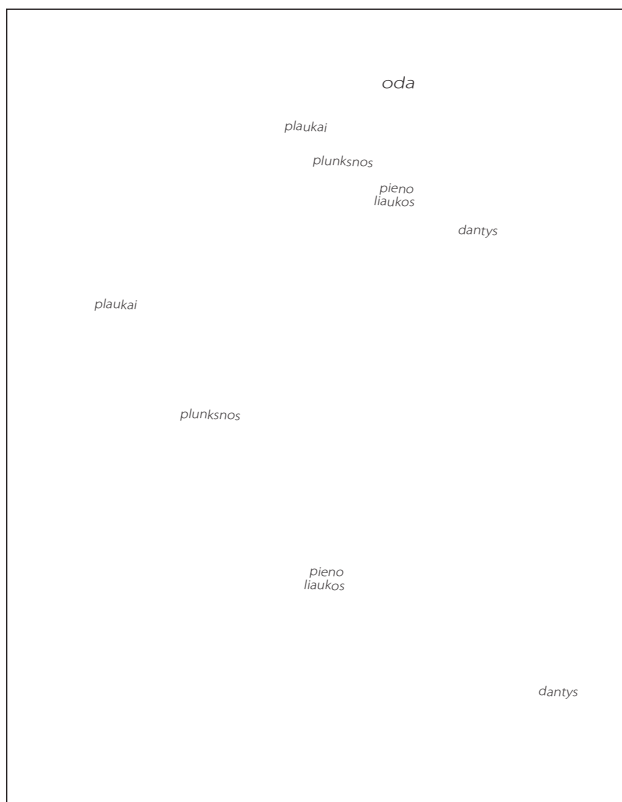 oda
plaukai
plunksnos
pieno
liaukos
dantys
plaukai
plunksnos
pieno
liaukos
dantys